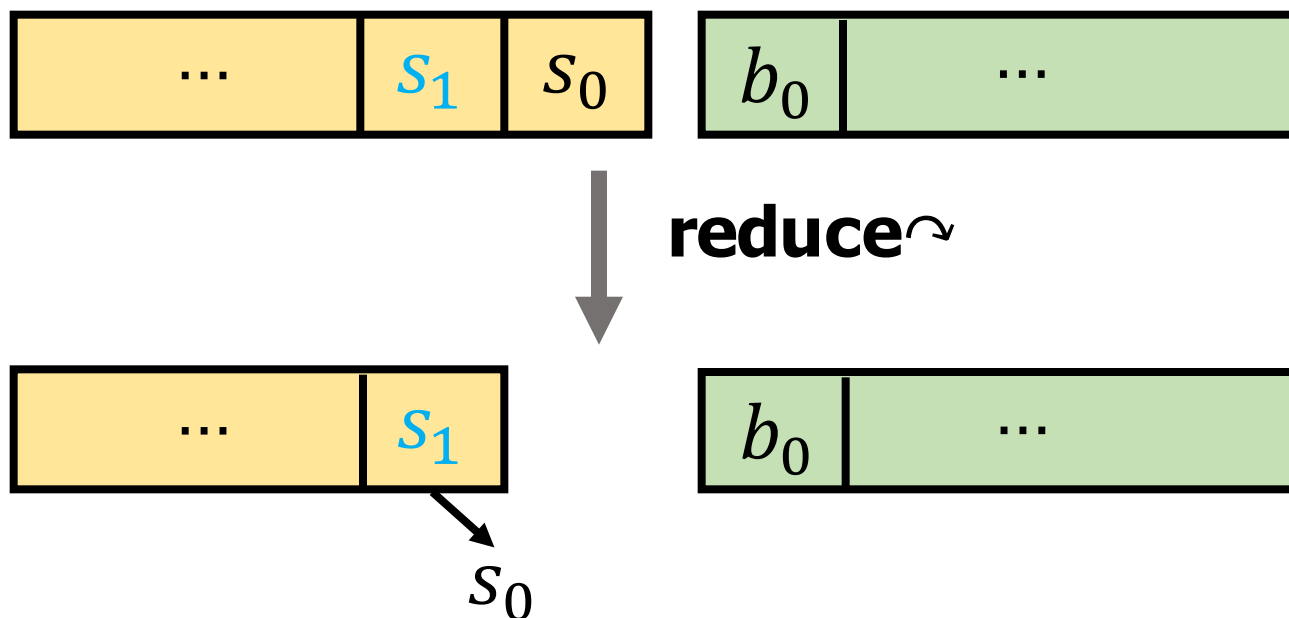 ... s₁ s₀ b₀ ...
reduce↷
... s₁ b₀ ...
s₀